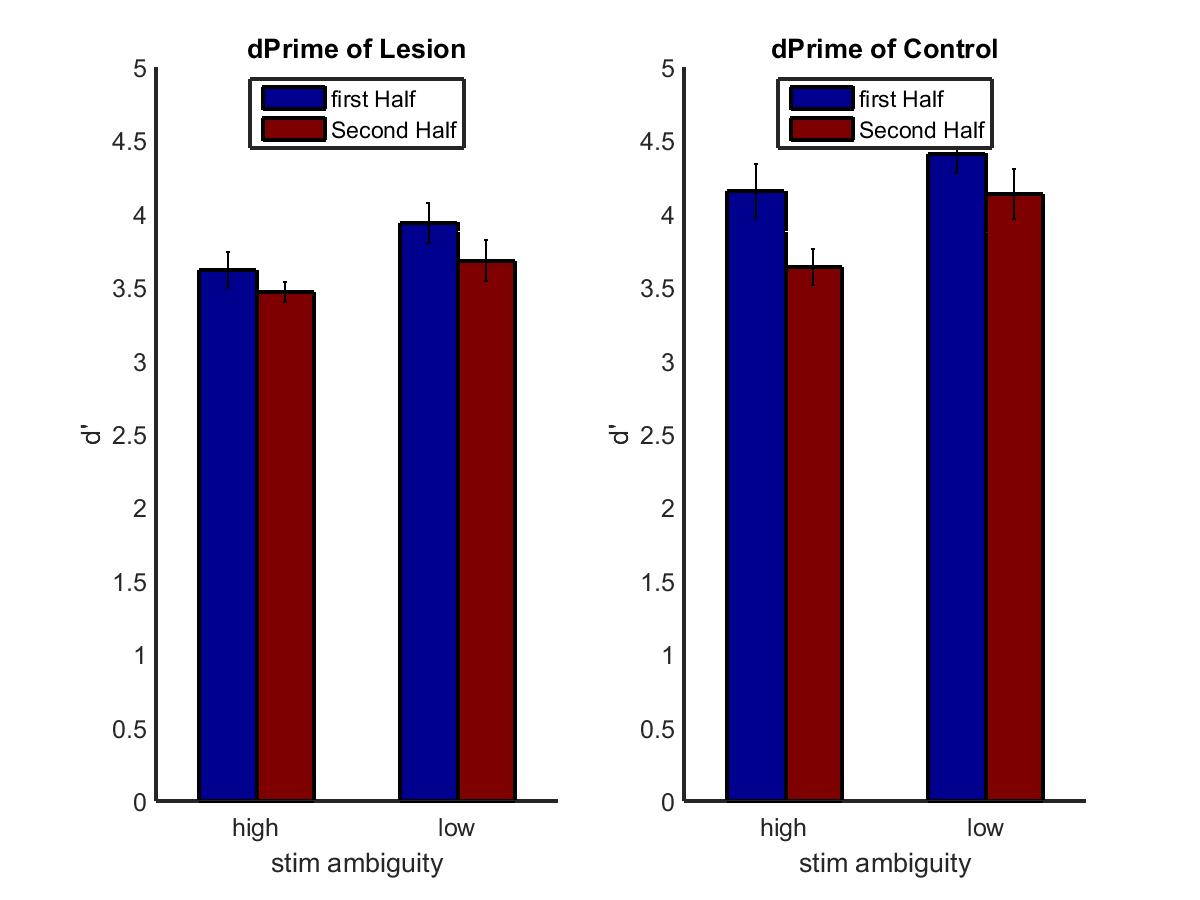 dPrime of Lesion
first Half
Second Half
5
4.5
4
3.5
3
2.5
2
1.5
1
0.5
0
d'
high low
stim ambiguity
dPrime of Control
first Half
Second Half
5
4.5
4
3.5
3
2.5
2
1.5
1
0.5
0
d'
high low
stim ambiguity